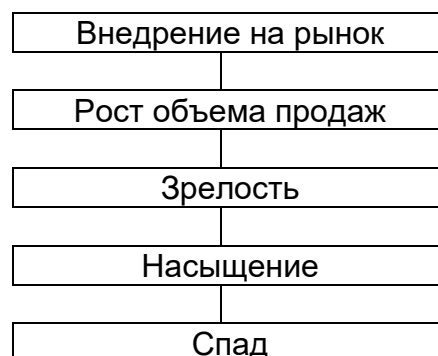 Внедрение на рынок
Рост объема продаж
Зрелость
Насыщение
Спад